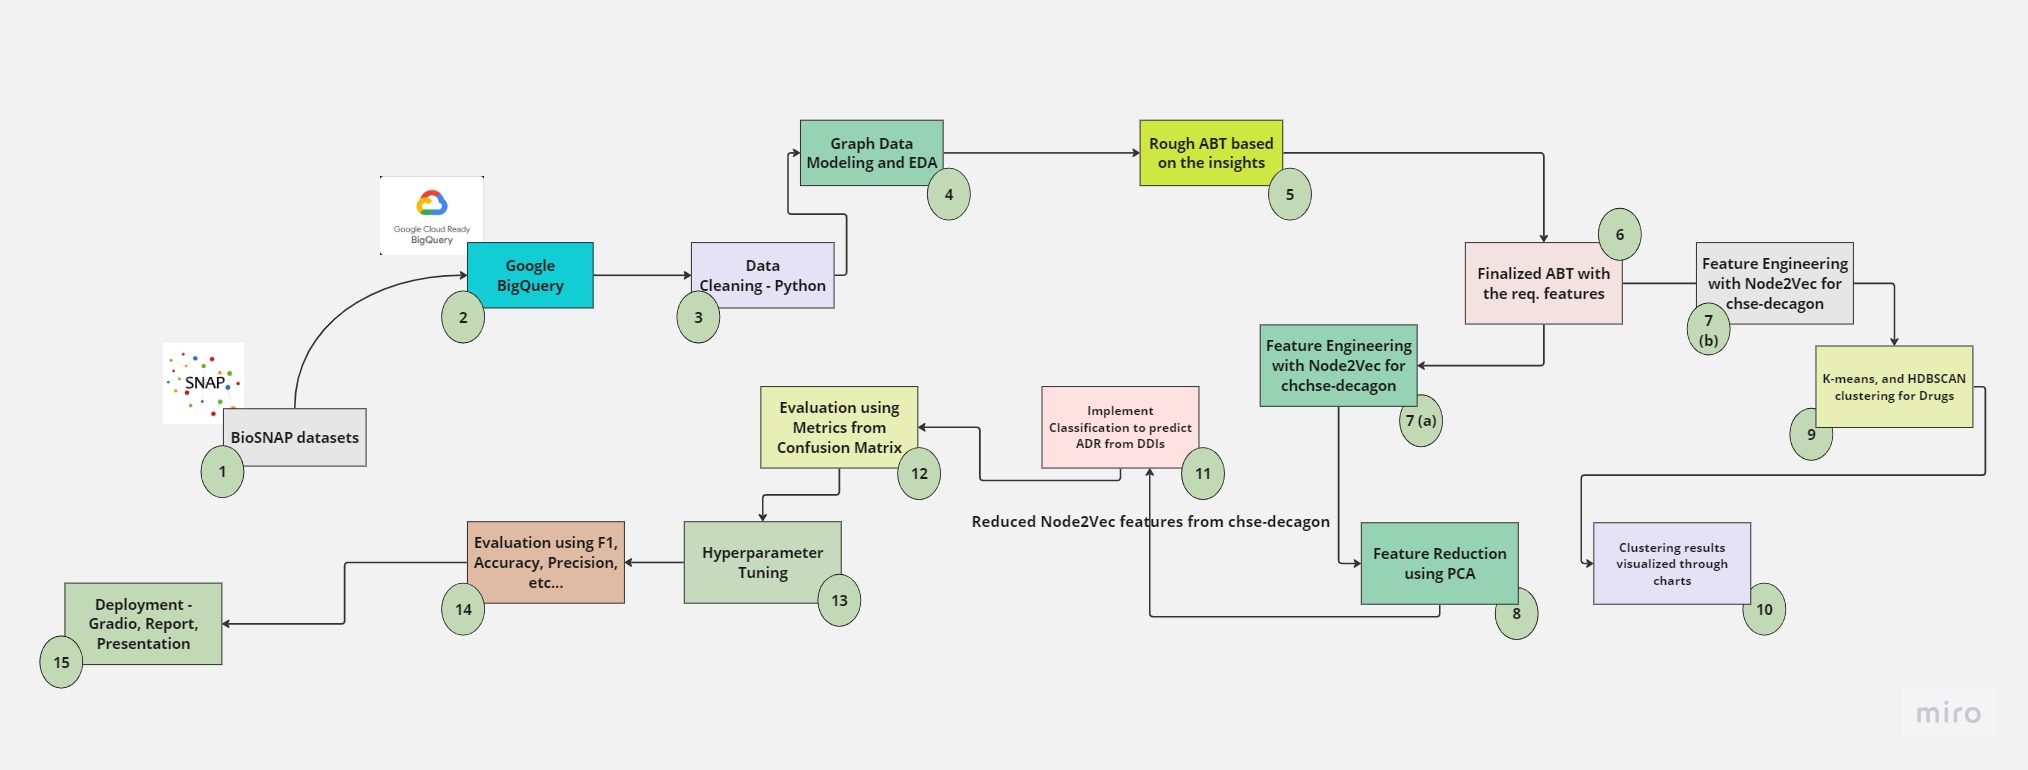 SNAP
BioSNAP datasets
1
Google Cloud Ready
BigQuery
Google
BigQuery
2
Data
Cleaning - Python
3
Graph Data
Modeling and EDA
4
Rough ABT based
on the insights
5
Finalized ABT with
the req. features
6
Feature Engineering
with Node2Vec for
chchse-decagon
7 (a)
Feature Engineering
with Node2Vec for
chse-decagon
7
(b)
Feature Reduction
using PCA
8
K-means, and HDBSCAN
clustering for Drugs
9
Clustering results
visualized through
charts
10
Reduced Node2Vec features from chse-decagon
Implement
Classification to predict
ADR from DDIs
11
Evaluation using
Metrics from
Confusion Matrix
12
Hyperparameter
Tuning
13
Evaluation using F1,
Accuracy, Precision,
etc...
14
Deployment -
Gradio, Report,
Presentation
15
miro